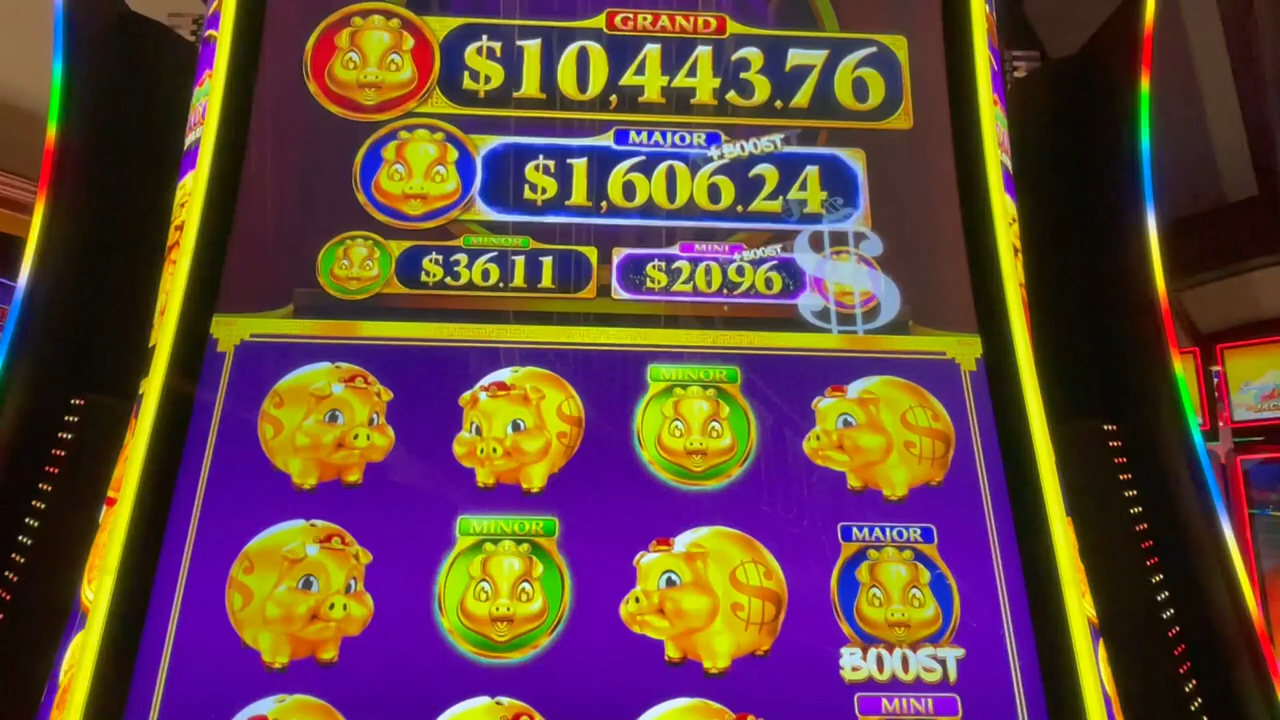 GRAND
$10,443.76
MAJOR
+BOOST
$1,606.24
MINOR
$36.11
MINI
+BOOST
$20.96
$
MINOR
$
$
MINOR
$
MAJOR
BOOST
$
MINI